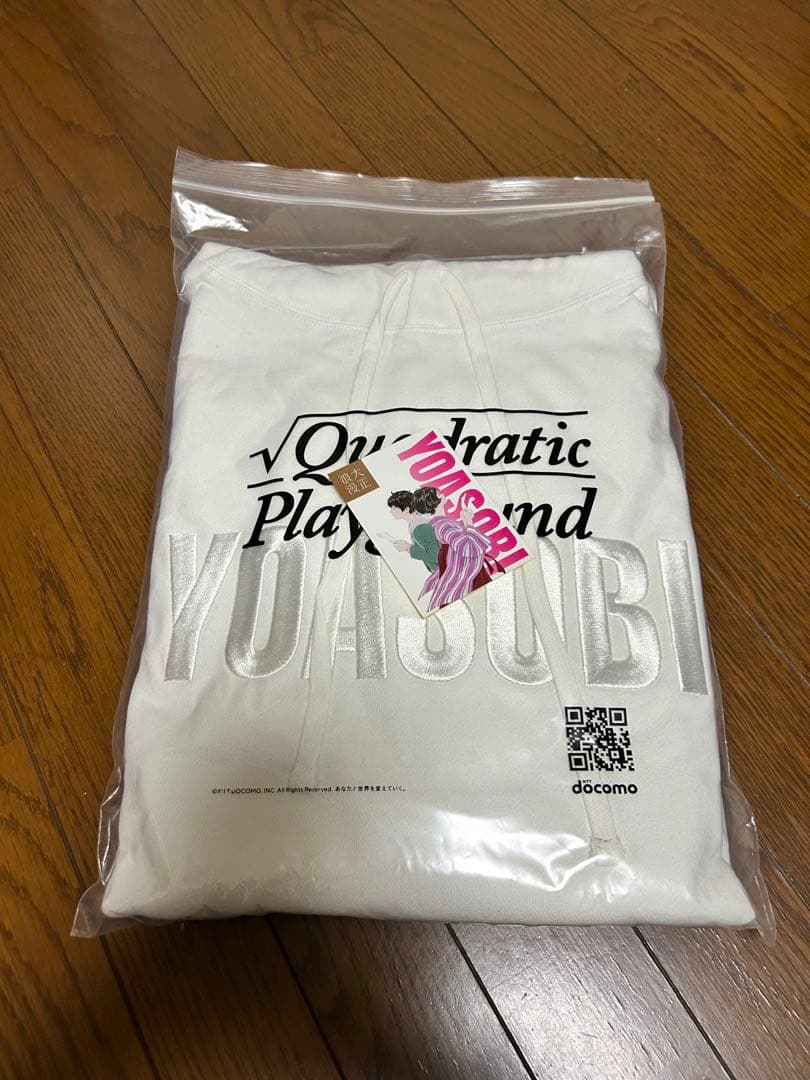 √Quadratic
Playground
YOASOBI
大正
浪漫
YOASOBI
©NTT DOCOMO, INC. All Rights Reserved. あなたと世界を変えていく。
NTT
docomo